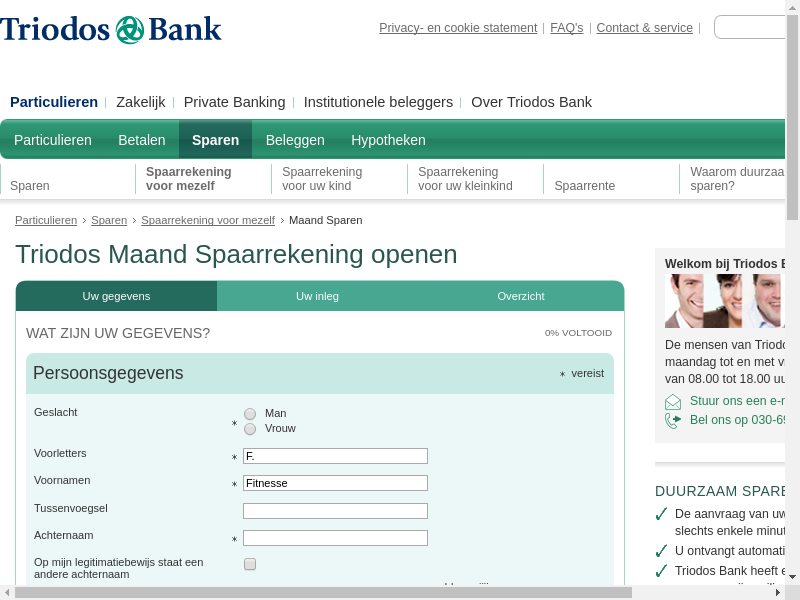 Triodos Bank
Privacy- en cookie statement
FAQ's
Contact & service
Particulieren
Zakelijk
Private Banking
Institutionele beleggers
Over Triodos Bank
Particulieren
Betalen
Sparen
Beleggen
Hypotheken
Sparen
Spaarrekening
voor mezelf
Spaarrekening
voor uw kind
Spaarrekening
voor uw kleinkind
Spaarrente
Waarom duurzaa
sparen?
Particulieren > Sparen > Spaarrekening voor mezelf > Maand Sparen
Triodos Maand Spaarrekening openen
Uw gegevens
Uw inleg
Overzicht
WAT ZIJN UW GEGEVENS?
0% VOLTOOID
Persoonsgegevens
* vereist
Geslacht
*
Man
Vrouw
Voorletters
*
F.
Voornamen
*
Fitnesse
Tussenvoegsel
Achternaam
*
Op mijn legitimatiebewijs staat een
andere achternaam
Welkom bij Triodos
De mensen van Triodo
maandag tot en met v
van 08.00 tot 18.00 uu
Stuur ons een e-
Bel ons op 030-69
DUURZAAM SPARE
De aanvraag van uw
slechts enkele minut
U ontvangt automati
Triodos Bank heeft e